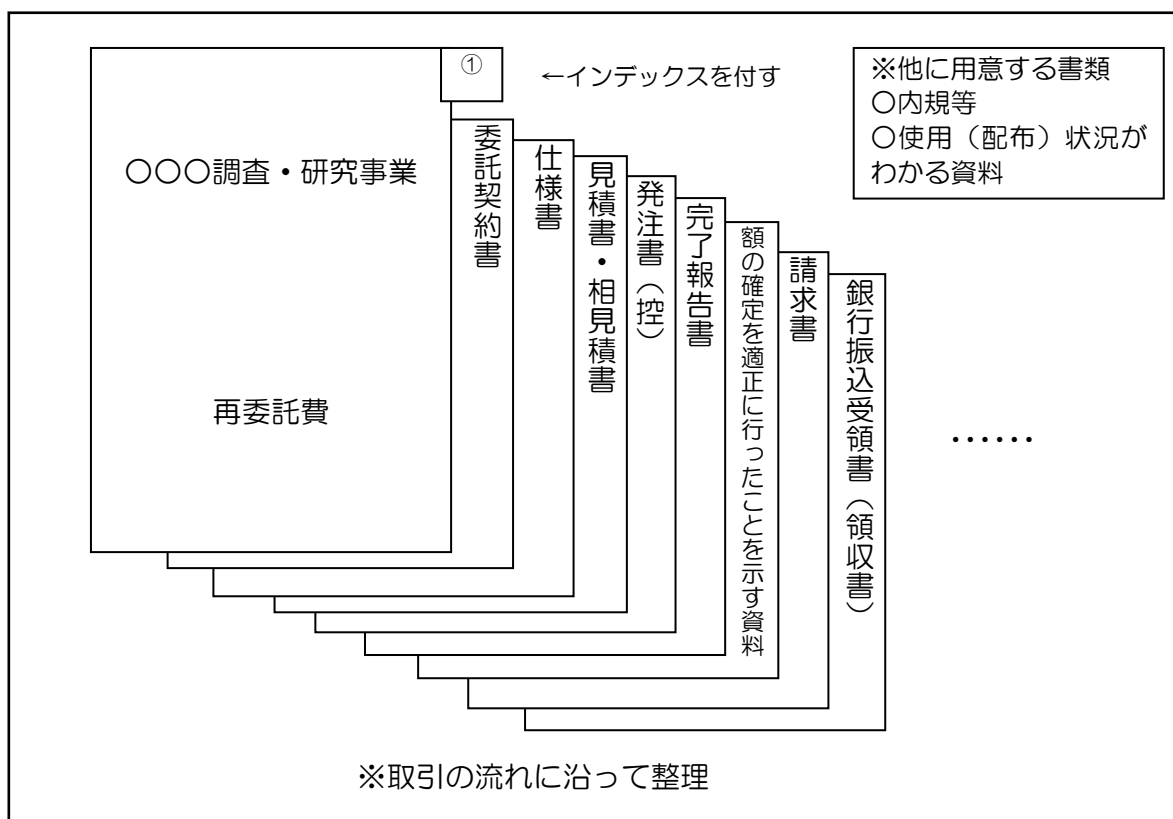 ①
←インデックスを付す
※他に用意する書類
〇内規等
〇使用（配布）状況が
わかる資料
〇〇〇調査・研究事業
再委託費
委託契約書
仕様書
見積書・相見積書
発注書（控）
完了報告書
額の確定を適正に行ったことを示す資料
請求書
銀行振込受領書（領収書）
……
※取引の流れに沿って整理